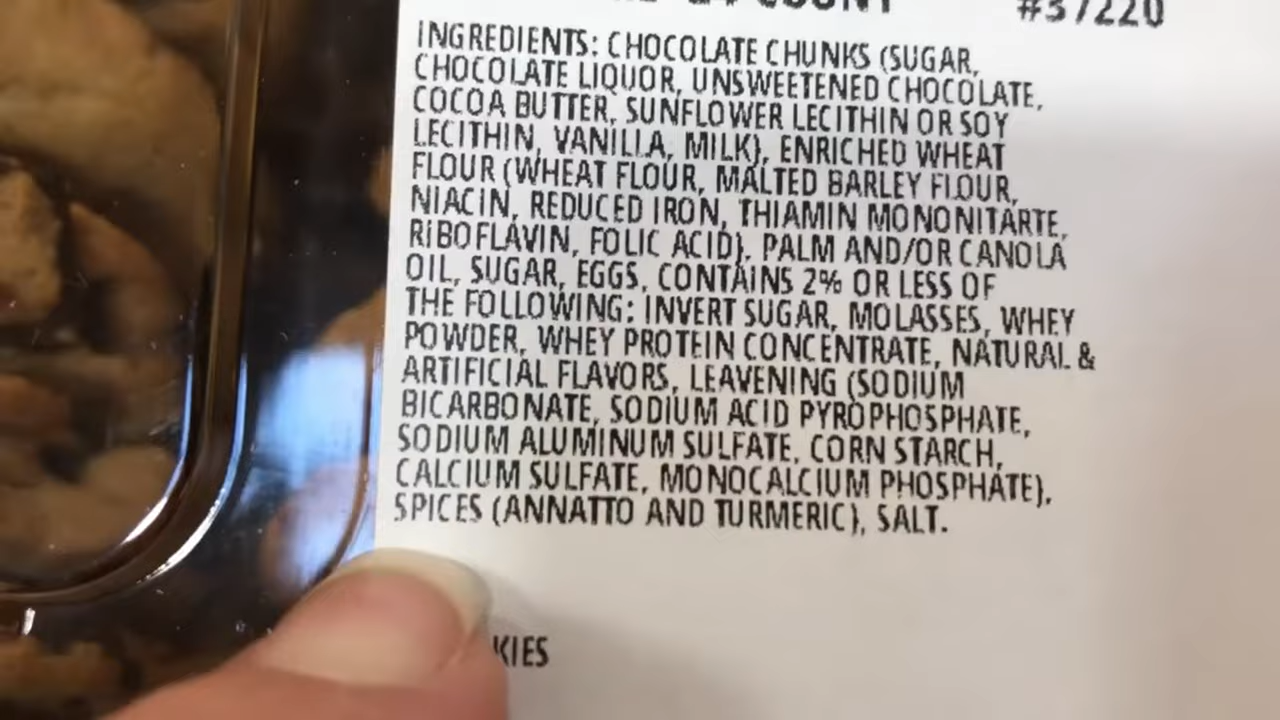 24 COUNT #37220
INGREDIENTS: CHOCOLATE CHUNKS (SUGAR,
CHOCOLATE LIQUOR, UNSWEETENED CHOCOLATE,
COCOA BUTTER, SUNFLOWER LECITHIN OR SOY
LECITHIN, VANILLA, MILK), ENRICHED WHEAT
FLOUR (WHEAT FLOUR, MALTED BARLEY FLOUR,
NIACIN, REDUCED IRON, THIAMIN MONONITARTE,
RIBOFLAVIN, FOLIC ACID), PALM AND/OR CANOLA
OIL, SUGAR, EGGS, CONTAINS 2% OR LESS OF
THE FOLLOWING: INVERT SUGAR, MOLASSES, WHEY
POWDER, WHEY PROTEIN CONCENTRATE, NATURAL &
ARTIFICIAL FLAVORS, LEAVENING (SODIUM
BICARBONATE, SODIUM ACID PYROPHOSPHATE,
SODIUM ALUMINUM SULFATE, CORN STARCH,
CALCIUM SULFATE, MONOCALCIUM PHOSPHATE),
SPICES (ANNATTO AND TURMERIC), SALT.
KIES